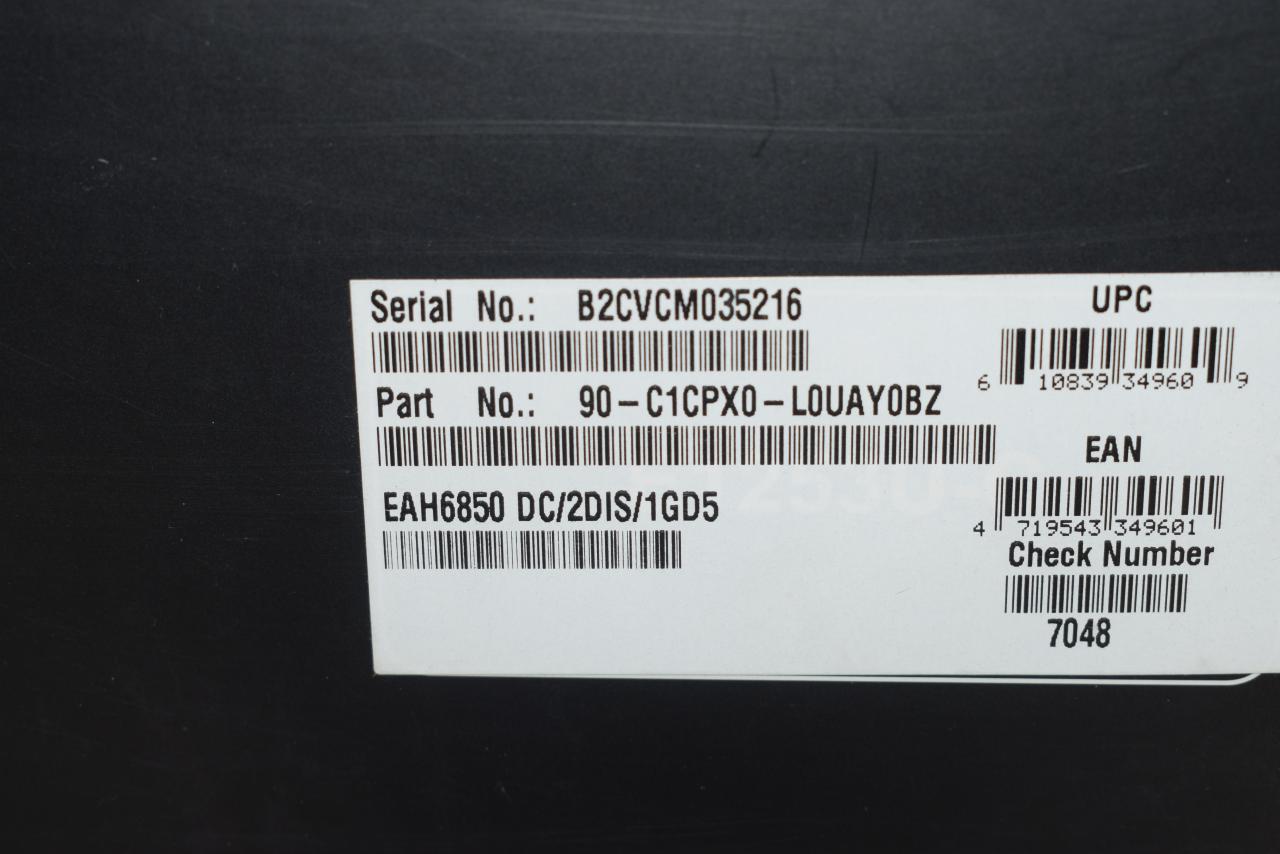 Serial No.: B2CVCM035216
Part No.: 90-C1CPX0-L0UAY0BZ
EAH6850 DC/2DIS/1GD5
UPC
6 10839 34960 9
EAN
4 719543 349601
Check Number
7048